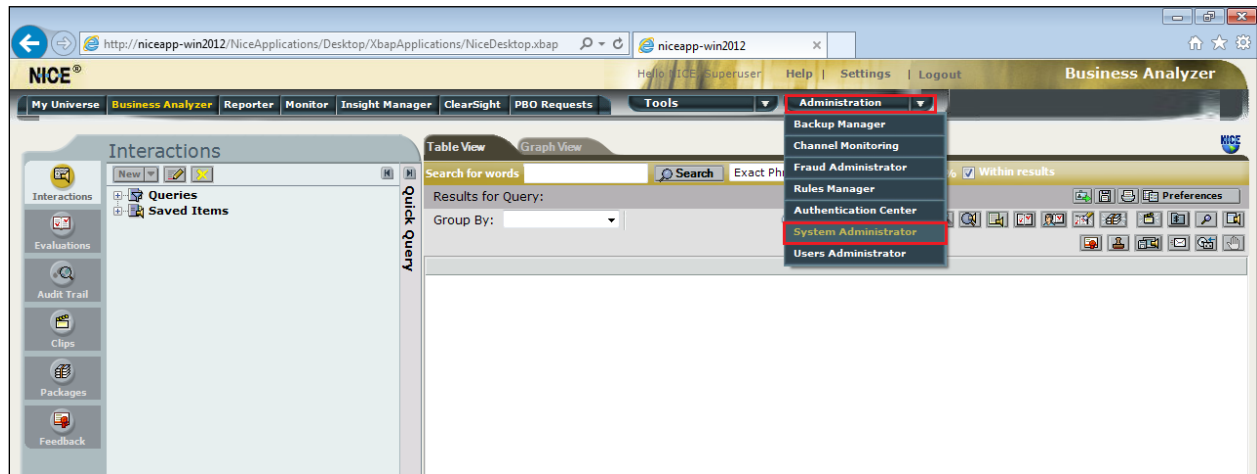 http://niceapp-win2012/NiceApplications/Desktop/XbapApplications/NiceDesktop.xbap
niceapp-win2012
NICE®
Hello NICE Superuser Help | Settings | Logout
Business Analyzer
My Universe Business Analyzer Reporter Monitor Insight Manager ClearSight PBO Requests Tools Administration
Backup Manager
Channel Monitoring
Fraud Administrator
Rules Manager
Authentication Center
System Administrator
Users Administrator
NICE
Interactions
Evaluations
Audit Trail
Clips
Packages
Feedback
Interactions
New
Queries
Saved Items
Quick Query
Table View Graph View
Search for words Search Exact Ph % Within results
Results for Query: Preferences
Group By: